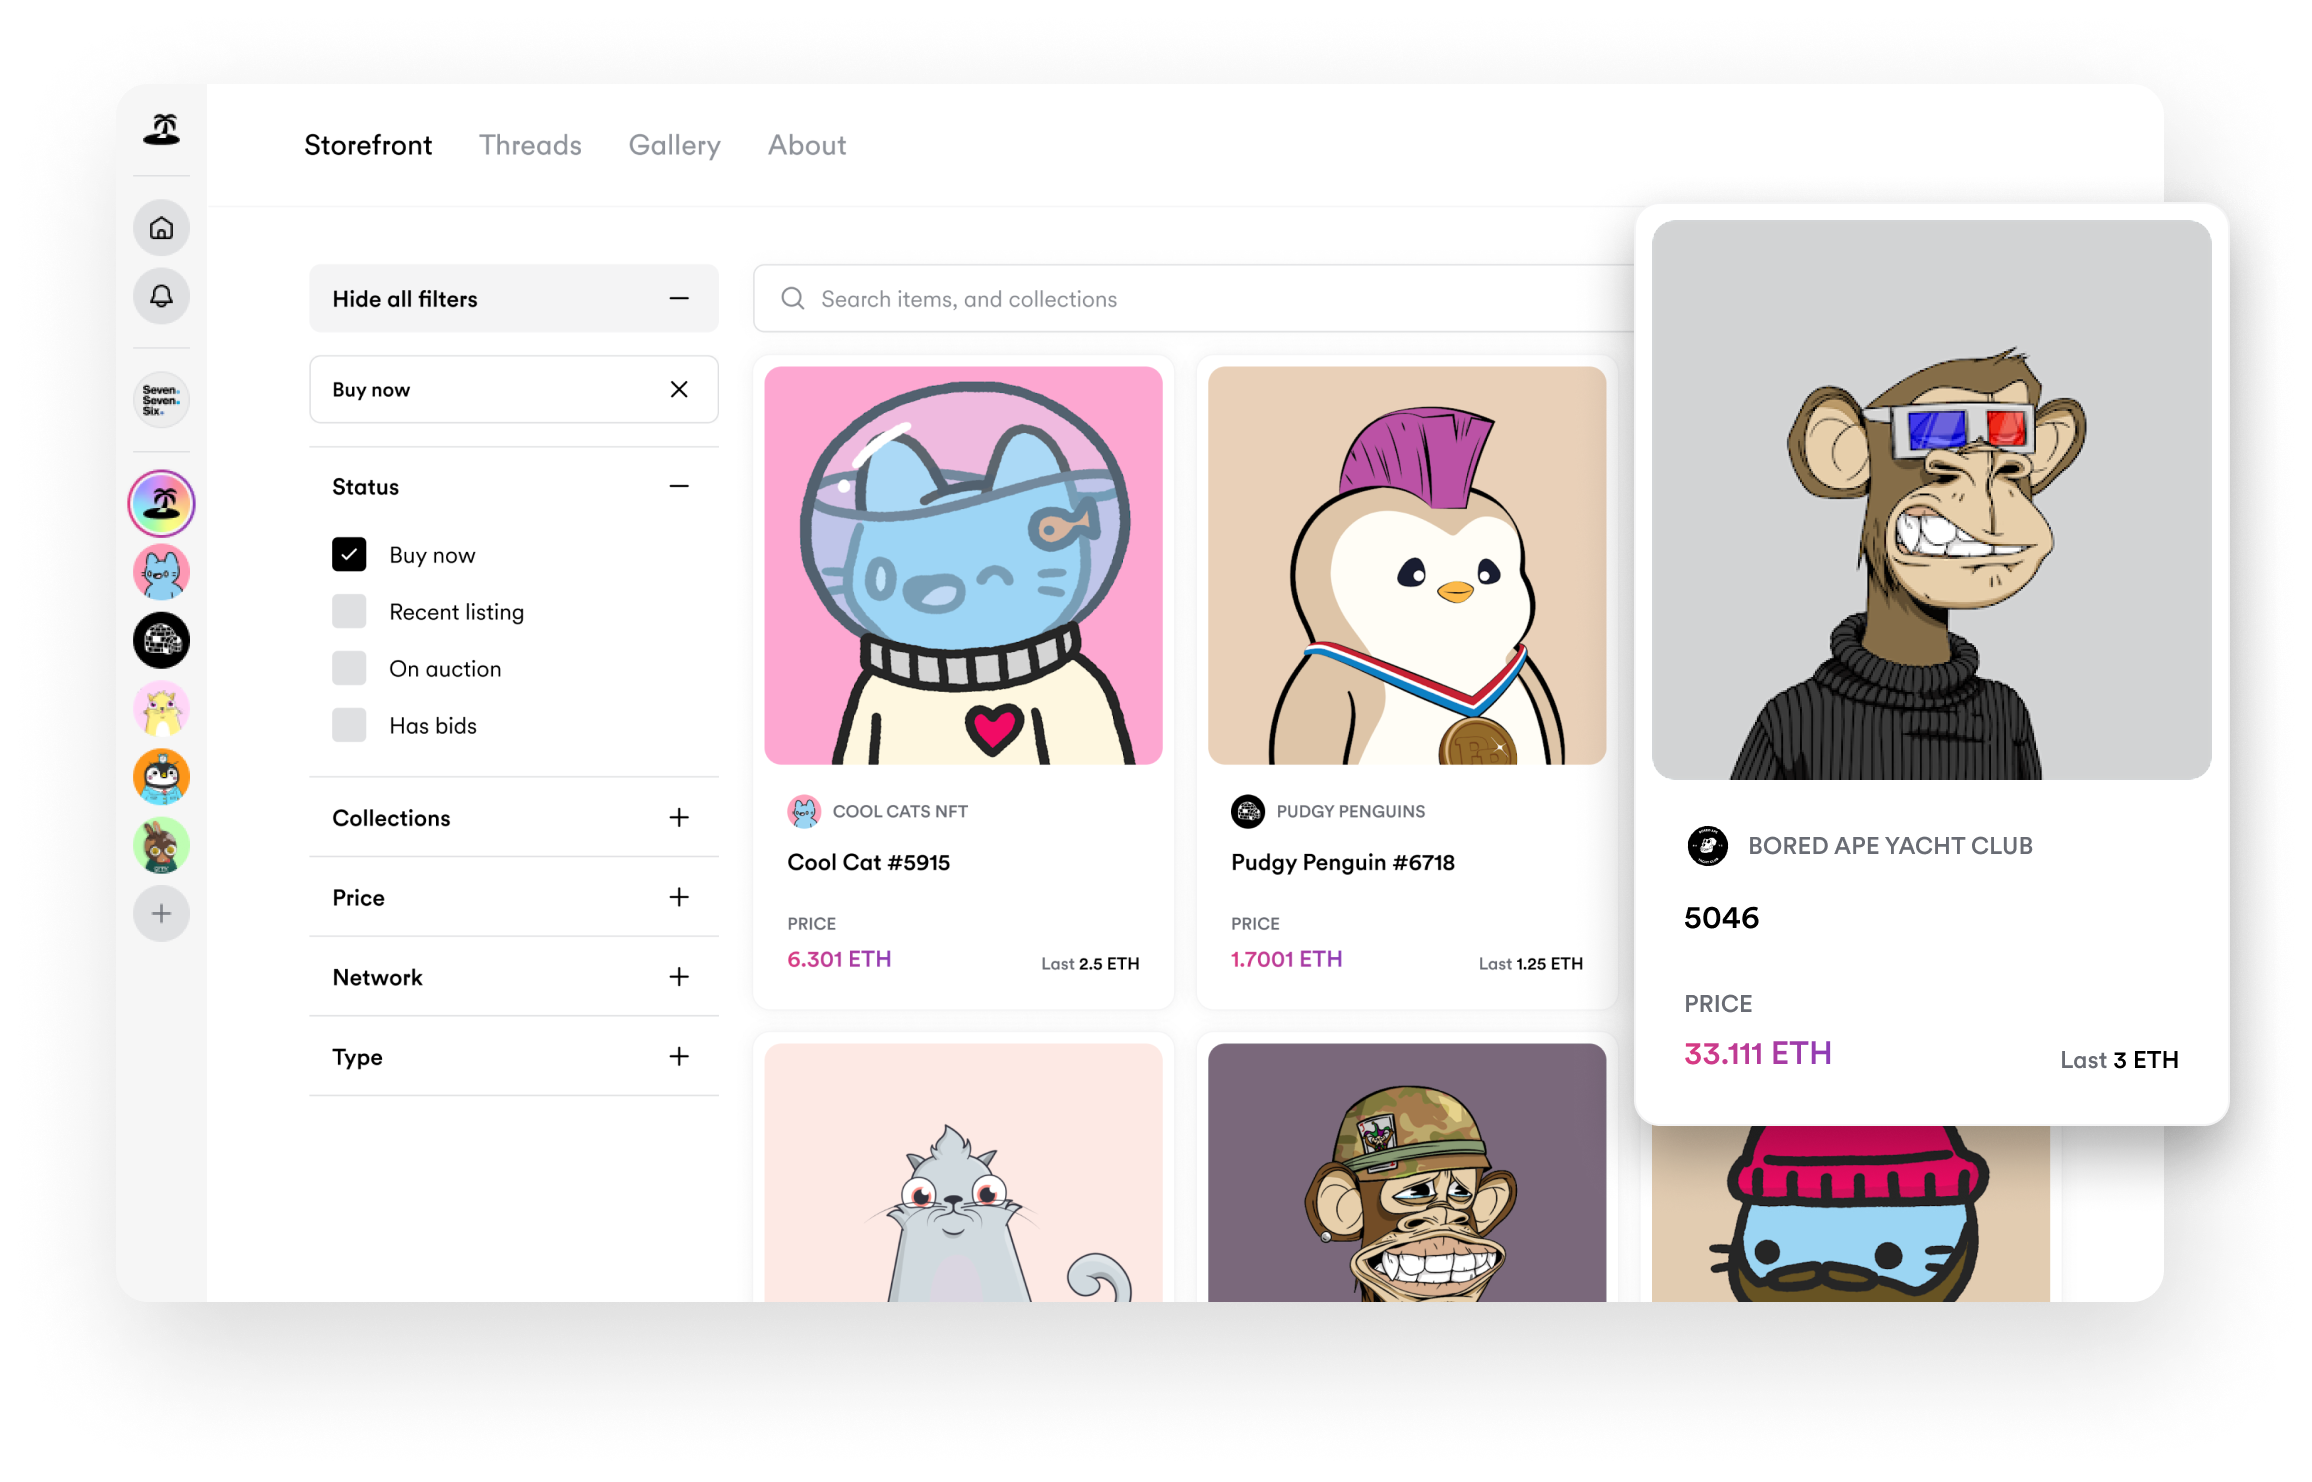 Storefront
Threads
Gallery
About
Seven.
Seven.
Six.
Hide all filters
Buy now
Status
Buy now
Recent listing
On auction
Has bids
Collections
Price
Network
Type
Search items, and collections
COOL CATS NFT
Cool Cat #5915
PRICE
6.301 ETH
Last 2.5 ETH
PUDGY PENGUINS
Pudgy Penguin #6718
PRICE
1.7001 ETH
Last 1.25 ETH
BORED APE YACHT CLUB
5046
PRICE
33.111 ETH
Last 3 ETH